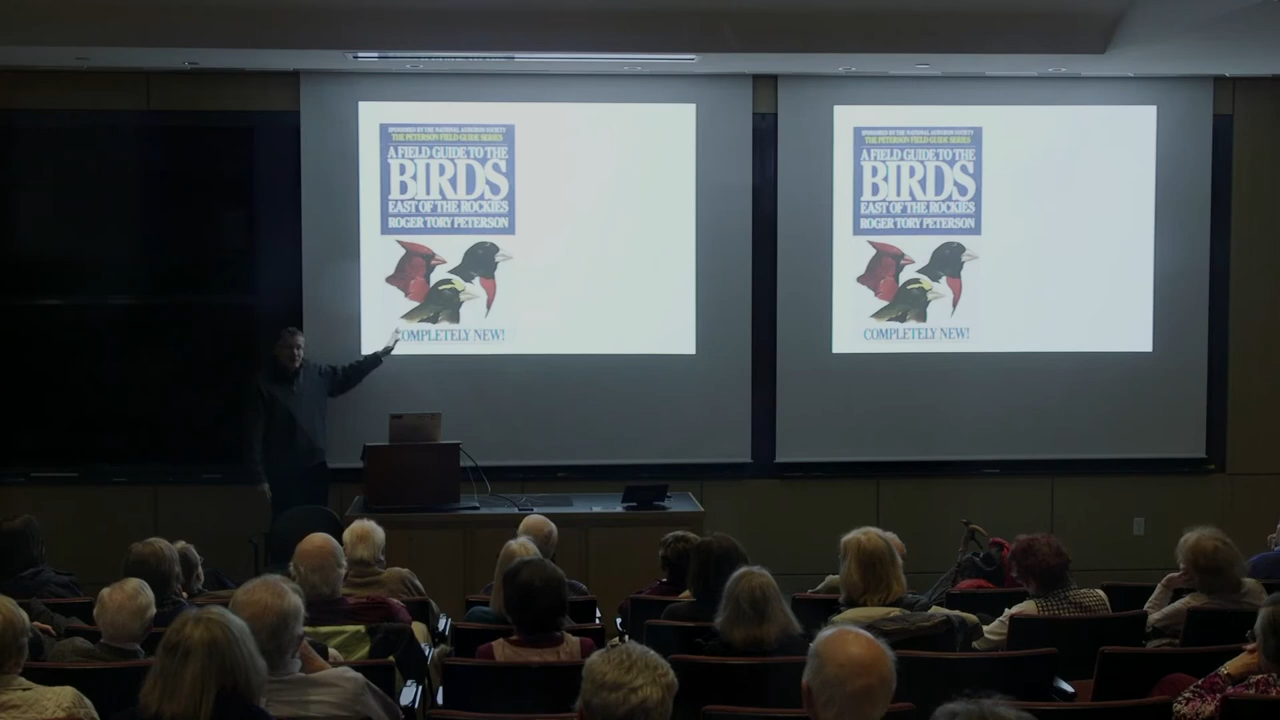 SPONSORED BY THE NATIONAL AUDUBON SOCIETY
THE PETERSON FIELD GUIDE SERIES
A FIELD GUIDE TO THE
BIRDS
EAST OF THE ROCKIES
ROGER TORY PETERSON
COMPLETELY NEW!
SPONSORED BY THE NATIONAL AUDUBON SOCIETY
THE PETERSON FIELD GUIDE SERIES
A FIELD GUIDE TO THE
BIRDS
EAST OF THE ROCKIES
ROGER TORY PETERSON
COMPLETELY NEW!